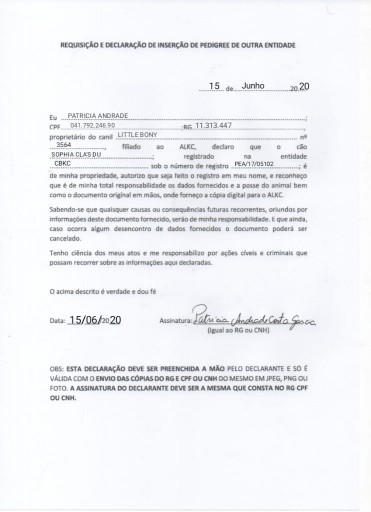 REQUISIÇÃO E DECLARAÇÃO DE INSERÇÃO DE PEDIGREE DE OUTRA ENTIDADE
15 de Junho 2020
Eu PATRICIA ANDRADE ;
CPF 041.792.246.90 ;RG 11.313.447
proprietário do canil LITTLE BONY nº
3564 , filiado ao ALKC, declaro que o cão
SOPHIA CLAS DU ; registrado na entidade
CBKC sob o número de registro PEA/17/05102 ; é
de minha propriedade, autorizo que seja feito o registro em meu nome, e reconheço
que é de minha total responsabilidade os dados fornecidos e a posse do animal bem
como o documento original em mãos, onde forneço a cópia digital para o ALKC.
Sabendo-se que quaisquer causas ou consequências futuras recorrentes, oriundos por
informações deste documento fornecido, serão de minha responsabilidade. E que ainda,
caso ocorra algum desencontro de dados fornecidos o documento poderá ser
cancelado.
Tenho ciência dos meus atos e me responsabilizo por ações cíveis e criminais que
possam recorrer sobre as informações aqui declaradas.
O acima descrito é verdade e dou fé
Data: 15/06/2020 Assinatura: Patricia Andrade Costa
(igual ao RG ou CNH)
OBS: ESTA DECLARAÇÃO DEVE SER PREENCHIDA A MÃO PELO DECLARANTE E SÓ É
VÁLIDA COM O ENVIO DAS CÓPIAS DO RG E CPF OU CNH DO MESMO EM JPEG, PNG OU
FOTO. A ASSINATURA DO DECLARANTE DEVE SER A MESMA QUE CONSTA NO RG CPF
OU CNH.